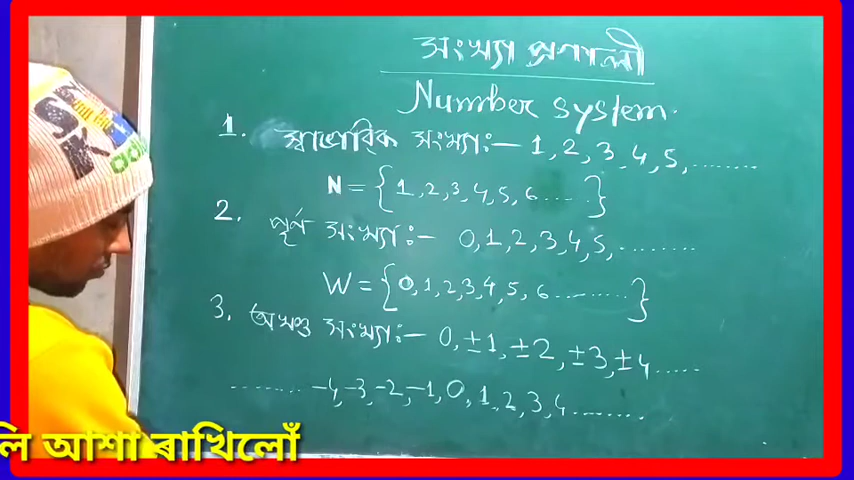 সংখ্যা প্ৰণালী
Number system.
1. স্বাভাৱিক সংখ্যাঃ– 1, 2, 3, 4, 5, ........
N = {1, 2, 3, 4, 5, 6 .... }
2. পূৰ্ণ সংখ্যাঃ– 0, 1, 2, 3, 4, 5, ........
W = {0, 1, 2, 3, 4, 5, 6 ......... }
3. অখণ্ড সংখ্যাঃ– 0, ±1, ±2, ±3, ±4 .....
........ –4, –3, –2, –1, 0, 1, 2, 3, 4 ........
লি আশা ৰাখিলোঁ